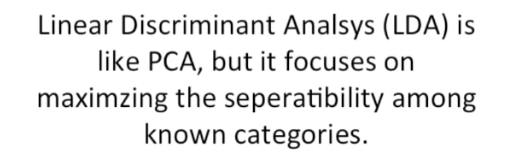 Linear Discriminant Analsys (LDA) is
like PCA, but it focuses on
maximzing the seperatibility among
known categories.